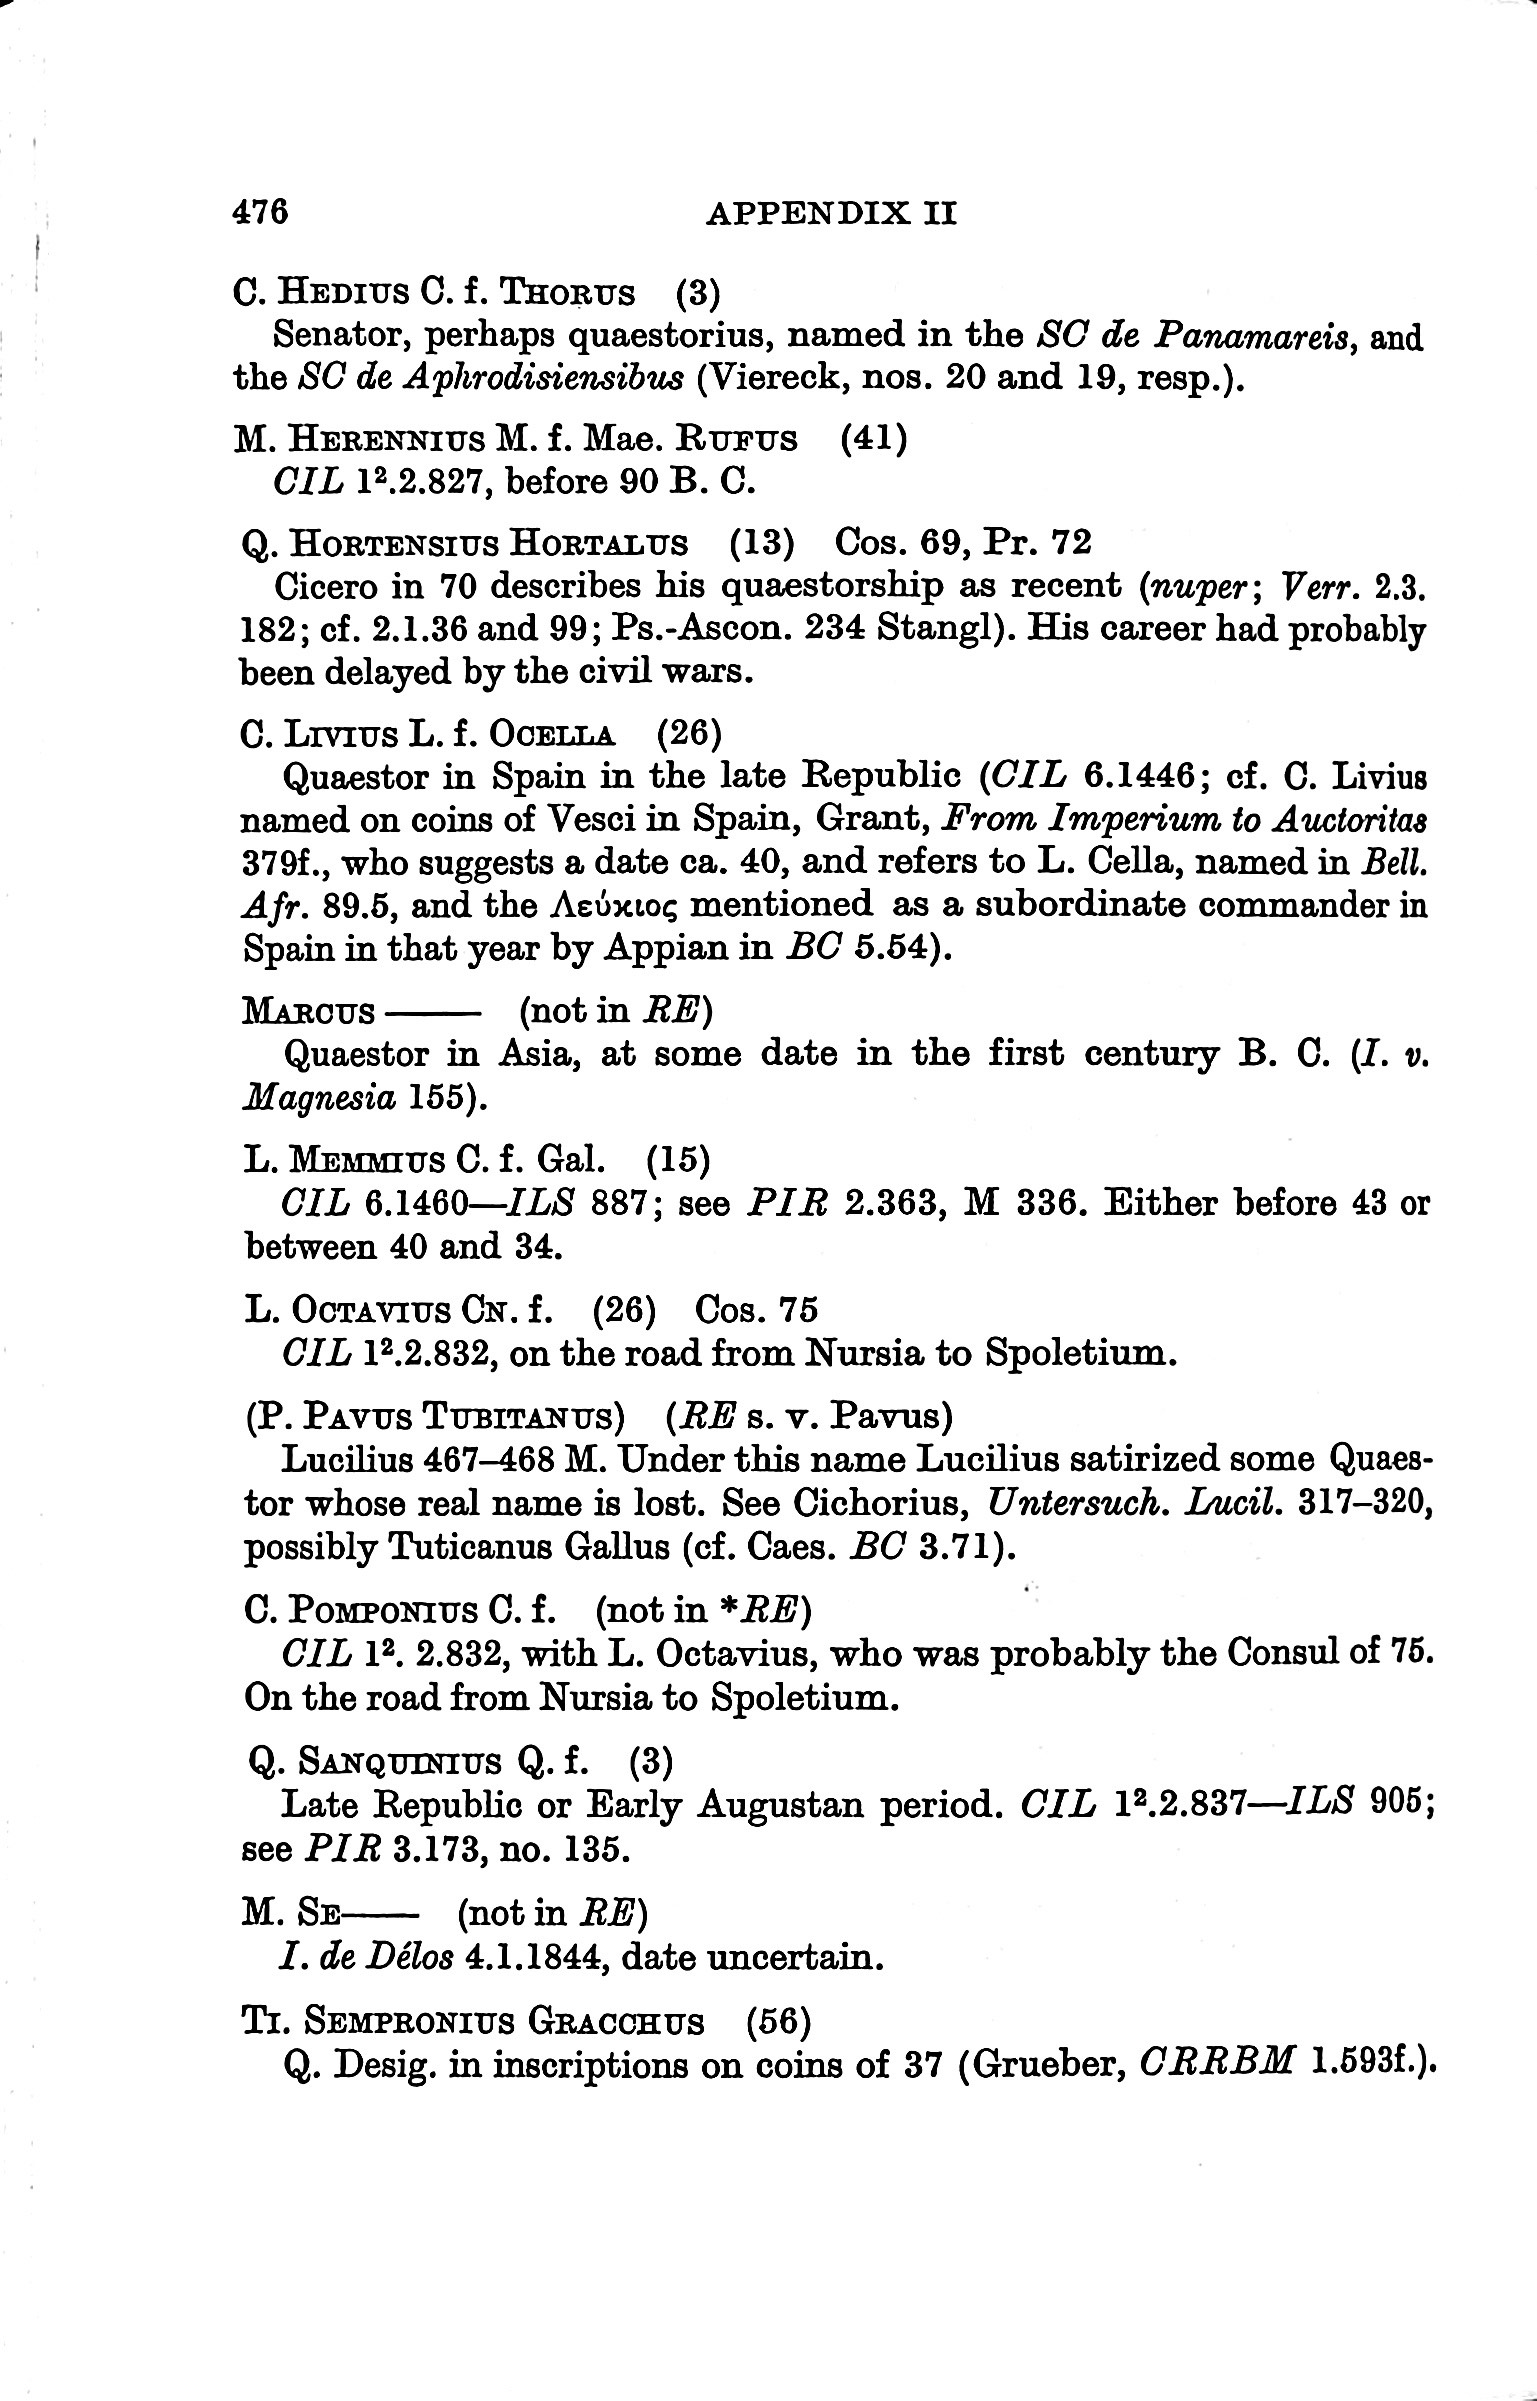 476 APPENDIX II
C. HEDIUS C. f. THORUS (3)
Senator, perhaps quaestorius, named in the SC de Panamareis, and
the SC de Aphrodisiensibus (Viereck, nos. 20 and 19, resp.).
M. HERENNIUS M. f. Mae. RUFUS (41)
CIL 1².2.827, before 90 B. C.
Q. HORTENSIUS HORTALUS (13) Cos. 69, Pr. 72
Cicero in 70 describes his quaestorship as recent (nuper; Verr. 2.3.
182; cf. 2.1.36 and 99; Ps.-Ascon. 234 Stangl). His career had probably
been delayed by the civil wars.
C. LIVIUS L. f. OCELLA (26)
Quaestor in Spain in the late Republic (CIL 6.1446; cf. C. Livius
named on coins of Vesci in Spain, Grant, From Imperium to Auctoritas
379f., who suggests a date ca. 40, and refers to L. Cella, named in Bell.
Afr. 89.5, and the Λεύκιος mentioned as a subordinate commander in
Spain in that year by Appian in BC 5.54).
MARCUS —— (not in RE)
Quaestor in Asia, at some date in the first century B. C. (I. v.
Magnesia 155).
L. MEMMIUS C. f. Gal. (15)
CIL 6.1460—ILS 887; see PIR 2.363, M 336. Either before 43 or
between 40 and 34.
L. OCTAVIUS CN. f. (26) Cos. 75
CIL 1².2.832, on the road from Nursia to Spoletium.
(P. PAVUS TUBITANUS) (RE s. v. Pavus)
Lucilius 467–468 M. Under this name Lucilius satirized some Quaes-
tor whose real name is lost. See Cichorius, Untersuch. Lucil. 317–320,
possibly Tuticanus Gallus (cf. Caes. BC 3.71).
C. POMPONIUS C. f. (not in *RE)
CIL 1². 2.832, with L. Octavius, who was probably the Consul of 75.
On the road from Nursia to Spoletium.
Q. SANQUINIUS Q. f. (3)
Late Republic or Early Augustan period. CIL 1².2.837—ILS 905;
see PIR 3.173, no. 135.
M. SE—— (not in RE)
I. de Délos 4.1.1844, date uncertain.
TI. SEMPRONIUS GRACCHUS (56)
Q. Desig. in inscriptions on coins of 37 (Grueber, CRRBM 1.593f.).